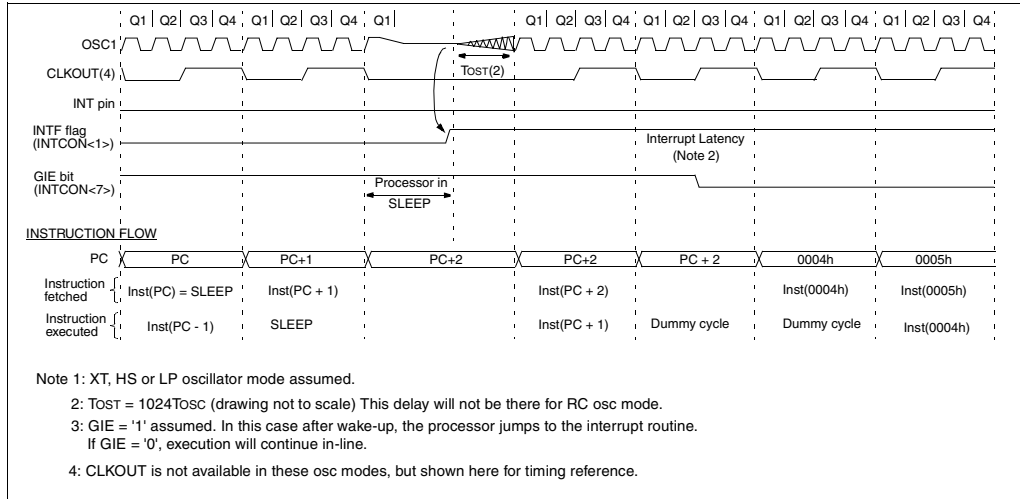 Q1 Q2 Q3 Q4 Q1 Q2 Q3 Q4 Q1 Q1 Q2 Q3 Q4 Q1 Q2 Q3 Q4 Q1 Q2 Q3 Q4 Q1 Q2 Q3 Q4
OSC1
TOST(2)
CLKOUT(4)
INT pin
INTF flag
(INTCON<1>)
Interrupt Latency
(Note 2)
GIE bit
(INTCON<7>)
Processor in
SLEEP
INSTRUCTION FLOW
PC PC PC+1 PC+2 PC+2 PC + 2 0004h 0005h
Instruction
fetched
Inst(PC) = SLEEP Inst(PC + 1) Inst(PC + 2) Inst(0004h) Inst(0005h)
Instruction
executed
Inst(PC - 1) SLEEP Inst(PC + 1) Dummy cycle Dummy cycle Inst(0004h)
Note 1: XT, HS or LP oscillator mode assumed.
2: TOST = 1024TOSC (drawing not to scale) This delay will not be there for RC osc mode.
3: GIE = '1' assumed. In this case after wake-up, the processor jumps to the interrupt routine.
If GIE = '0', execution will continue in-line.
4: CLKOUT is not available in these osc modes, but shown here for timing reference.